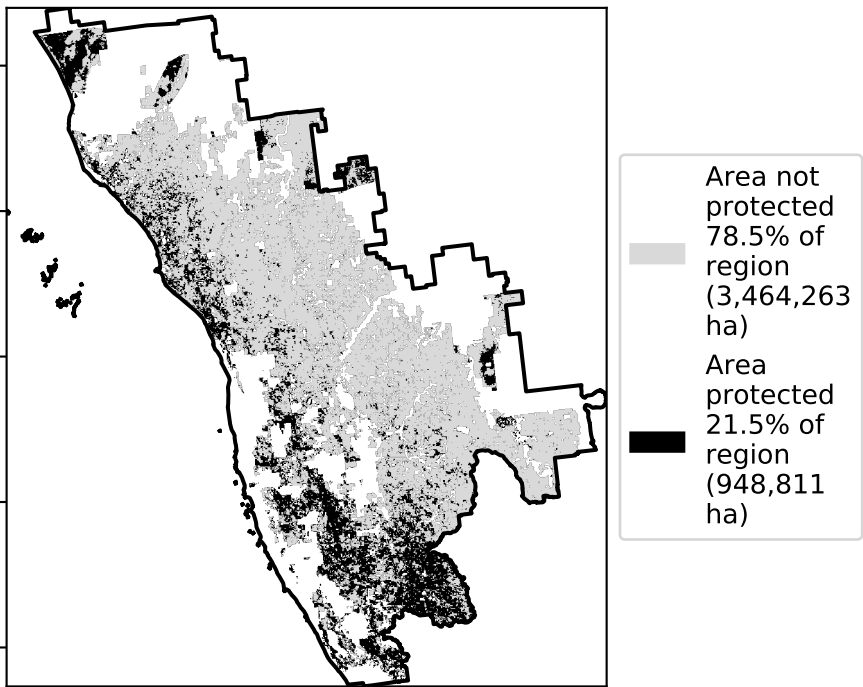 Area not
protected
78.5% of
region
(3,464,263
ha)
Area
protected
21.5% of
region
(948,811
ha)